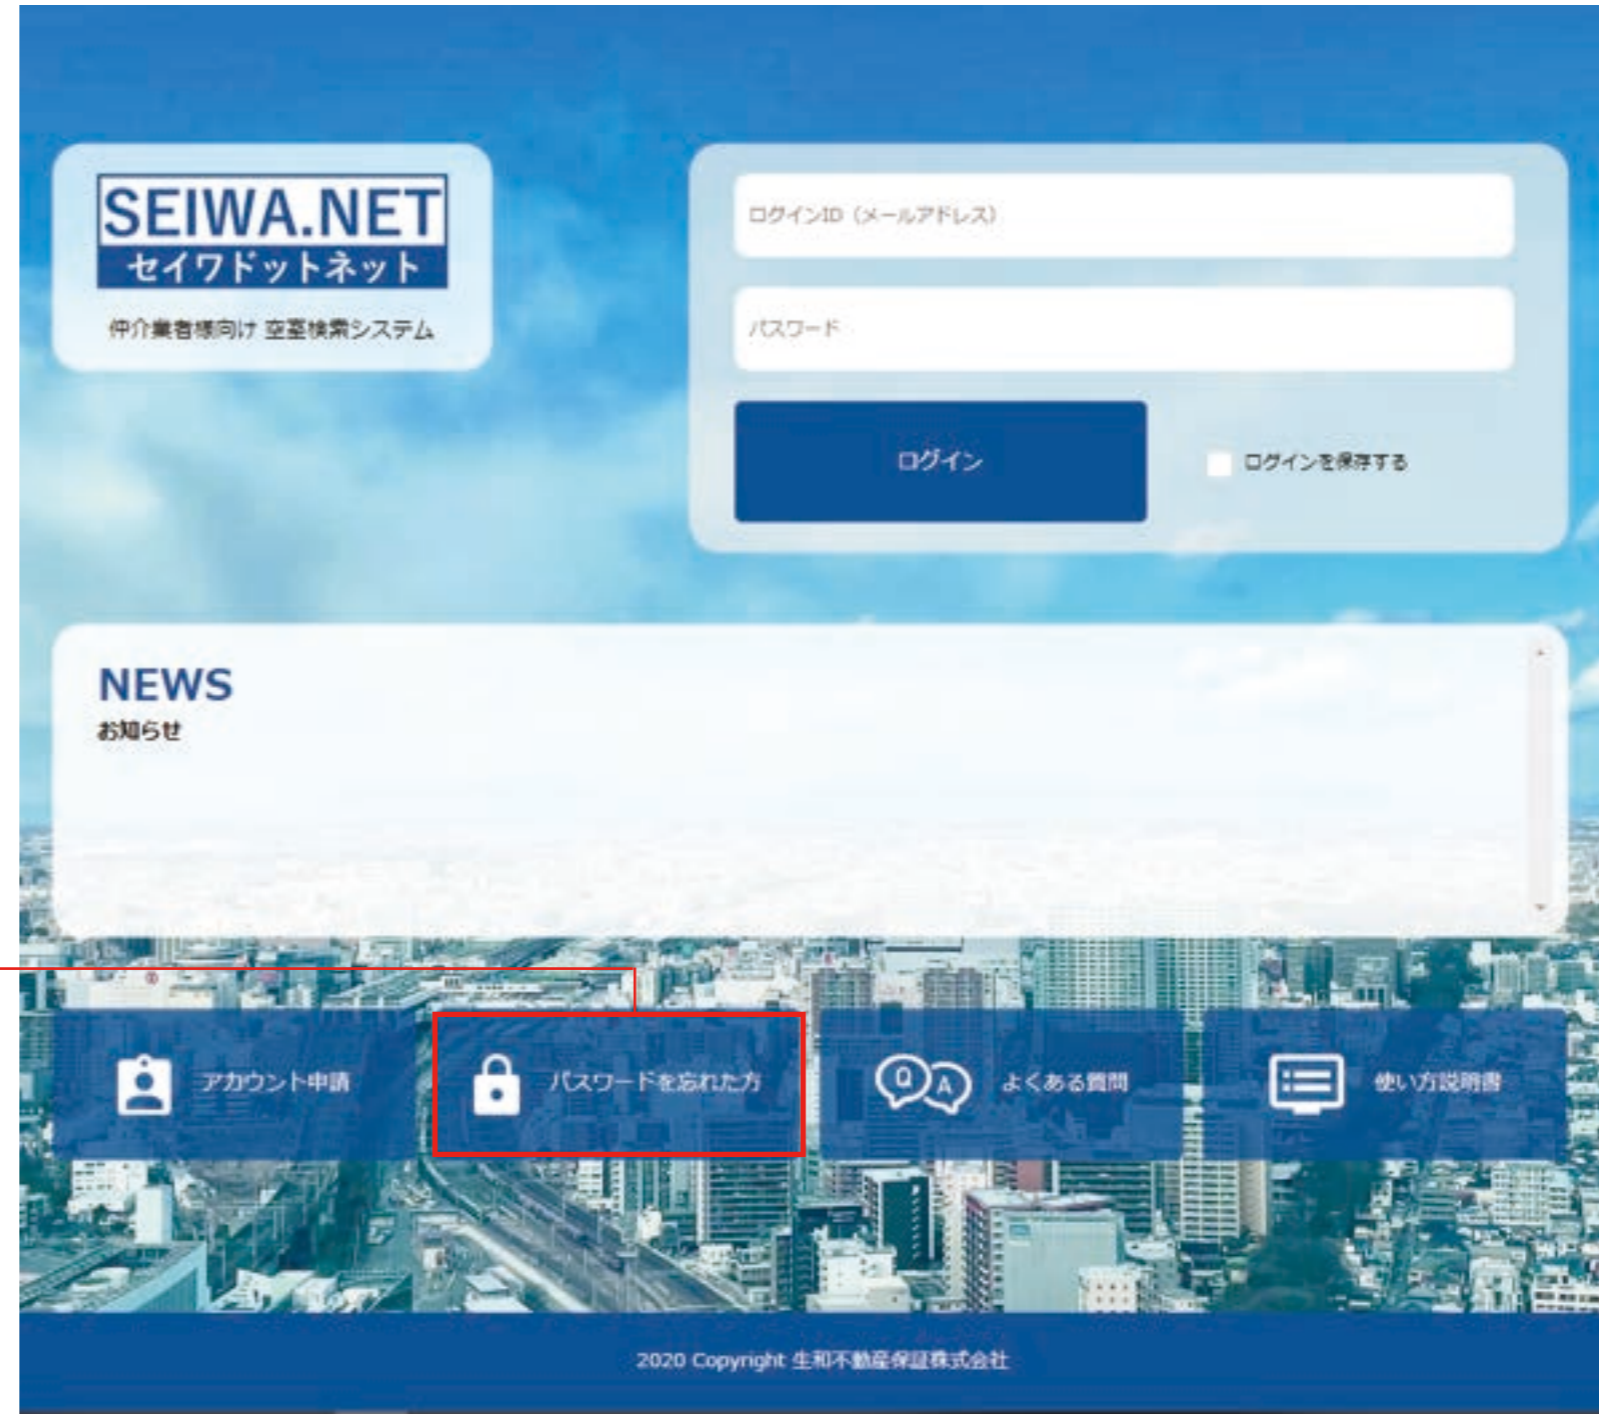 SEIWA.NET
セイワドットネット
仲介業者様向け 空室検索システム
ログインID（メールアドレス）
パスワード
ログイン
ログインを保存する
NEWS
お知らせ
アカウント申請
パスワードを忘れた方
Q A
よくある質問
使い方説明書
2020 Copyright 生和不動産保証株式会社